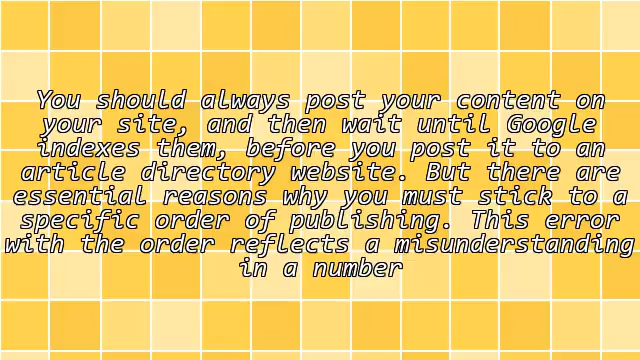 You should always post your content on
your site, and then wait until Google
indexes them, before you post it to an
article directory website. But there are
essential reasons why you must stick to a
specific order of publishing. This error
with the order reflects a misunderstanding
in a number